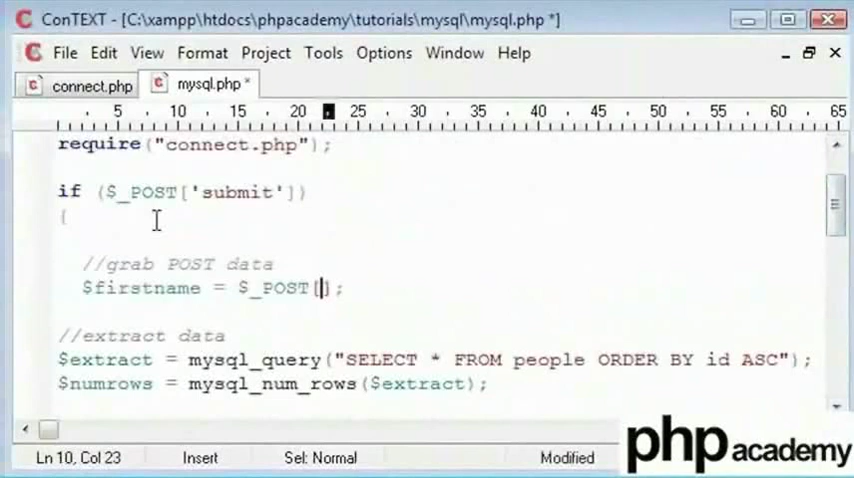 ConTEXT - [C:\xampp\htdocs\phpacademy\tutorials\mysql\mysql.php *]
File Edit View Format Project Tools Options Window Help
connect.php mysql.php *
5 10 15 20 25 30 35 40 45 50 55 60 65
require("connect.php");
if ($_POST['submit'])
{
//grab POST data
$firstname = $_POST[];
//extract data
$extract = mysql_query("SELECT * FROM people ORDER BY id ASC");
$numrows = mysql_num_rows($extract);
Ln 10, Col 23 Insert Sel: Normal Modified
php academy